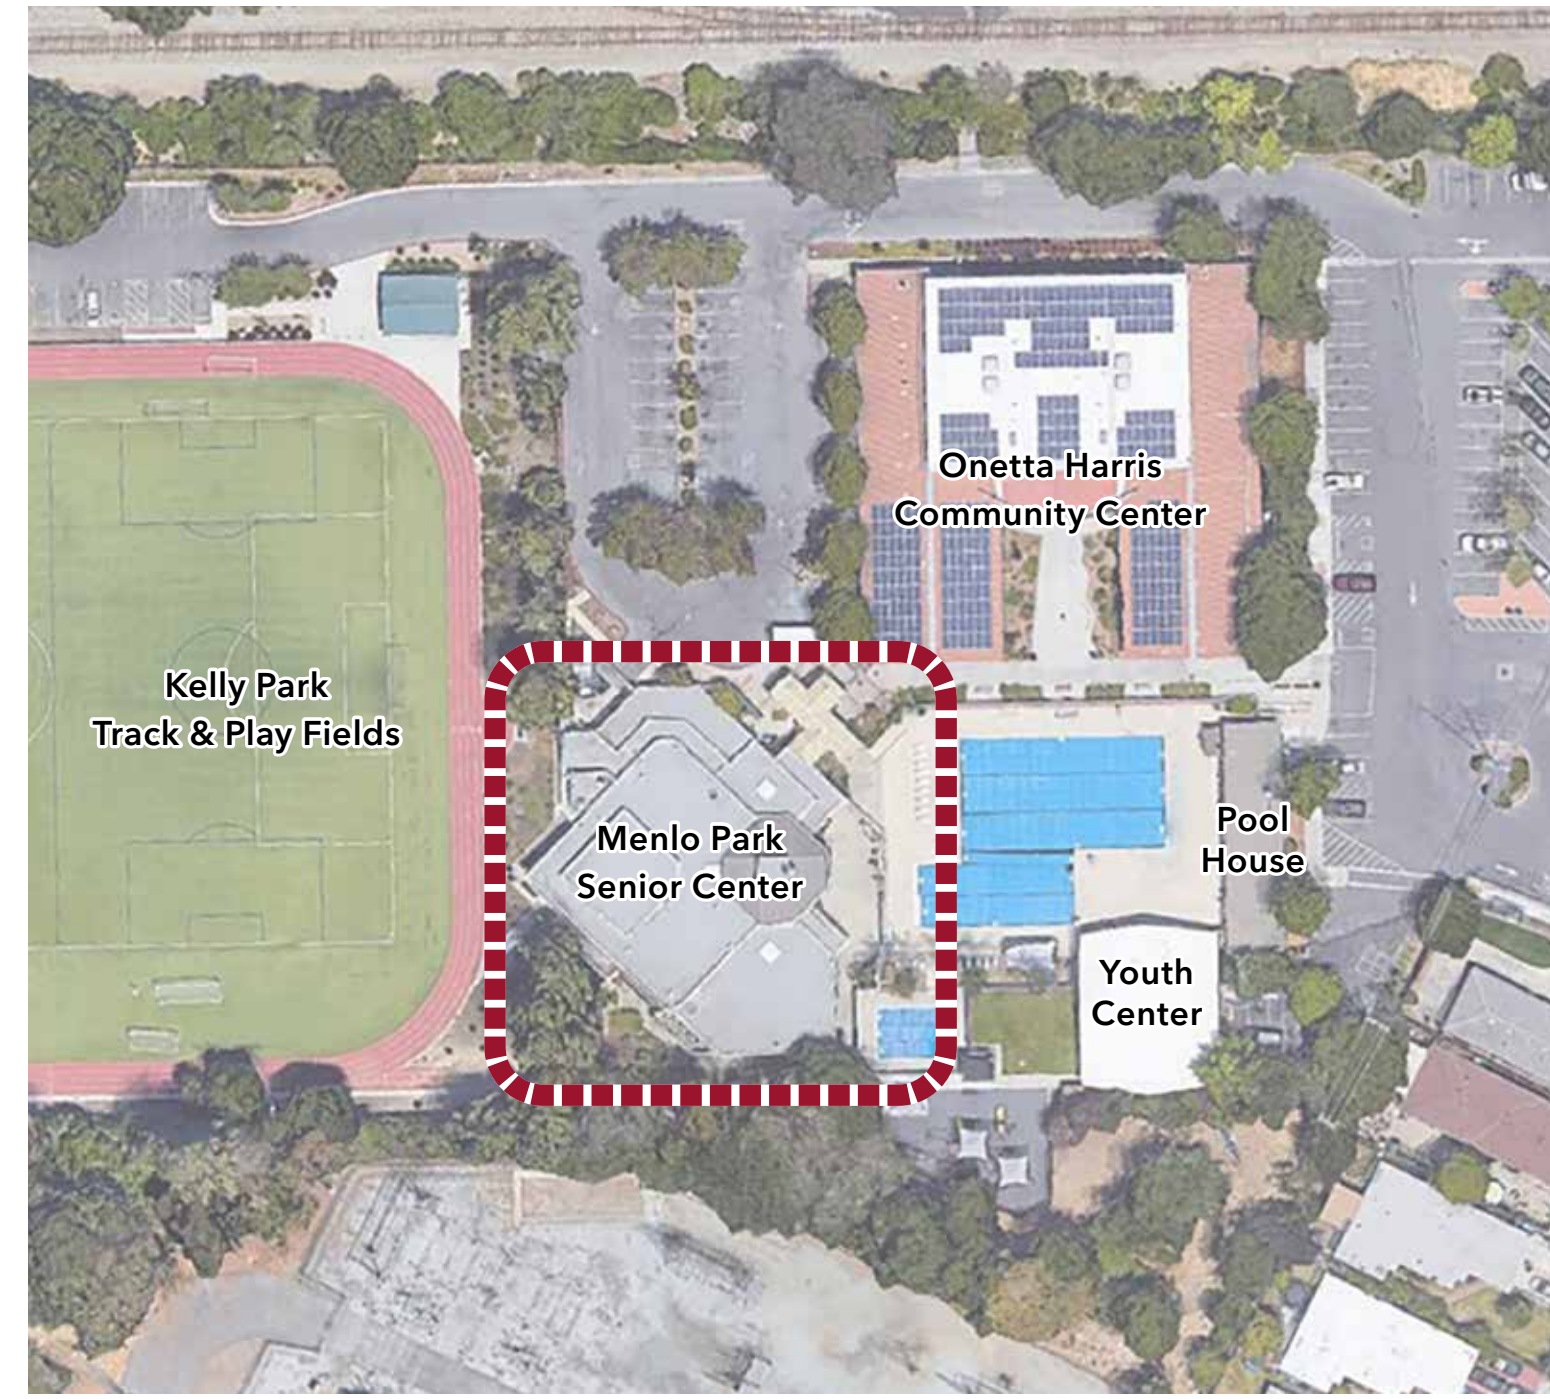 Onetta Harris
Community Center
Kelly Park
Track & Play Fields
Menlo Park
Senior Center
Pool
House
Youth
Center